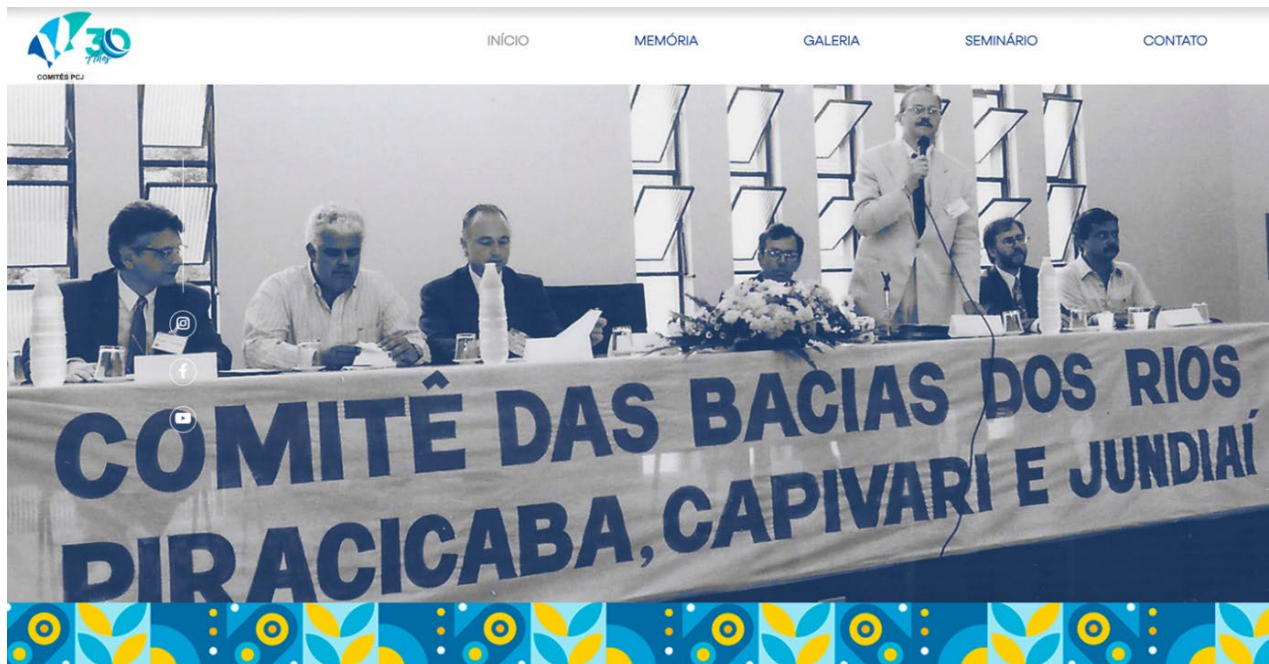 30
Anos
COMITÊS PCJ
INÍCIO
MEMÓRIA
GALERIA
SEMINÁRIO
CONTATO
COMITÊ DAS BACIAS DOS RIOS
PIRACICABA, CAPIVARI E JUNDIAÍ